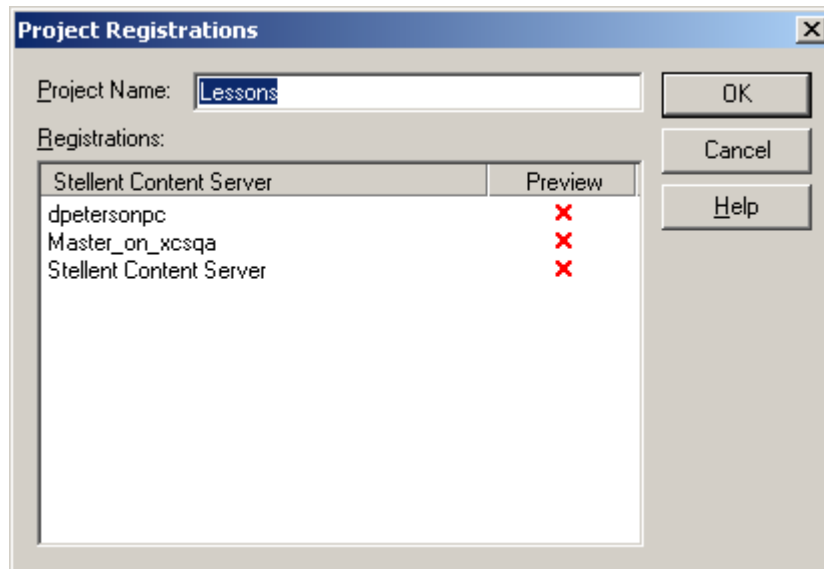 Project Registrations
Project Name: Lessons
OK
Registrations:
Cancel
Stellent Content Server Preview
Help
dpetersonpc
Master_on_xcsqa
Stellent Content Server